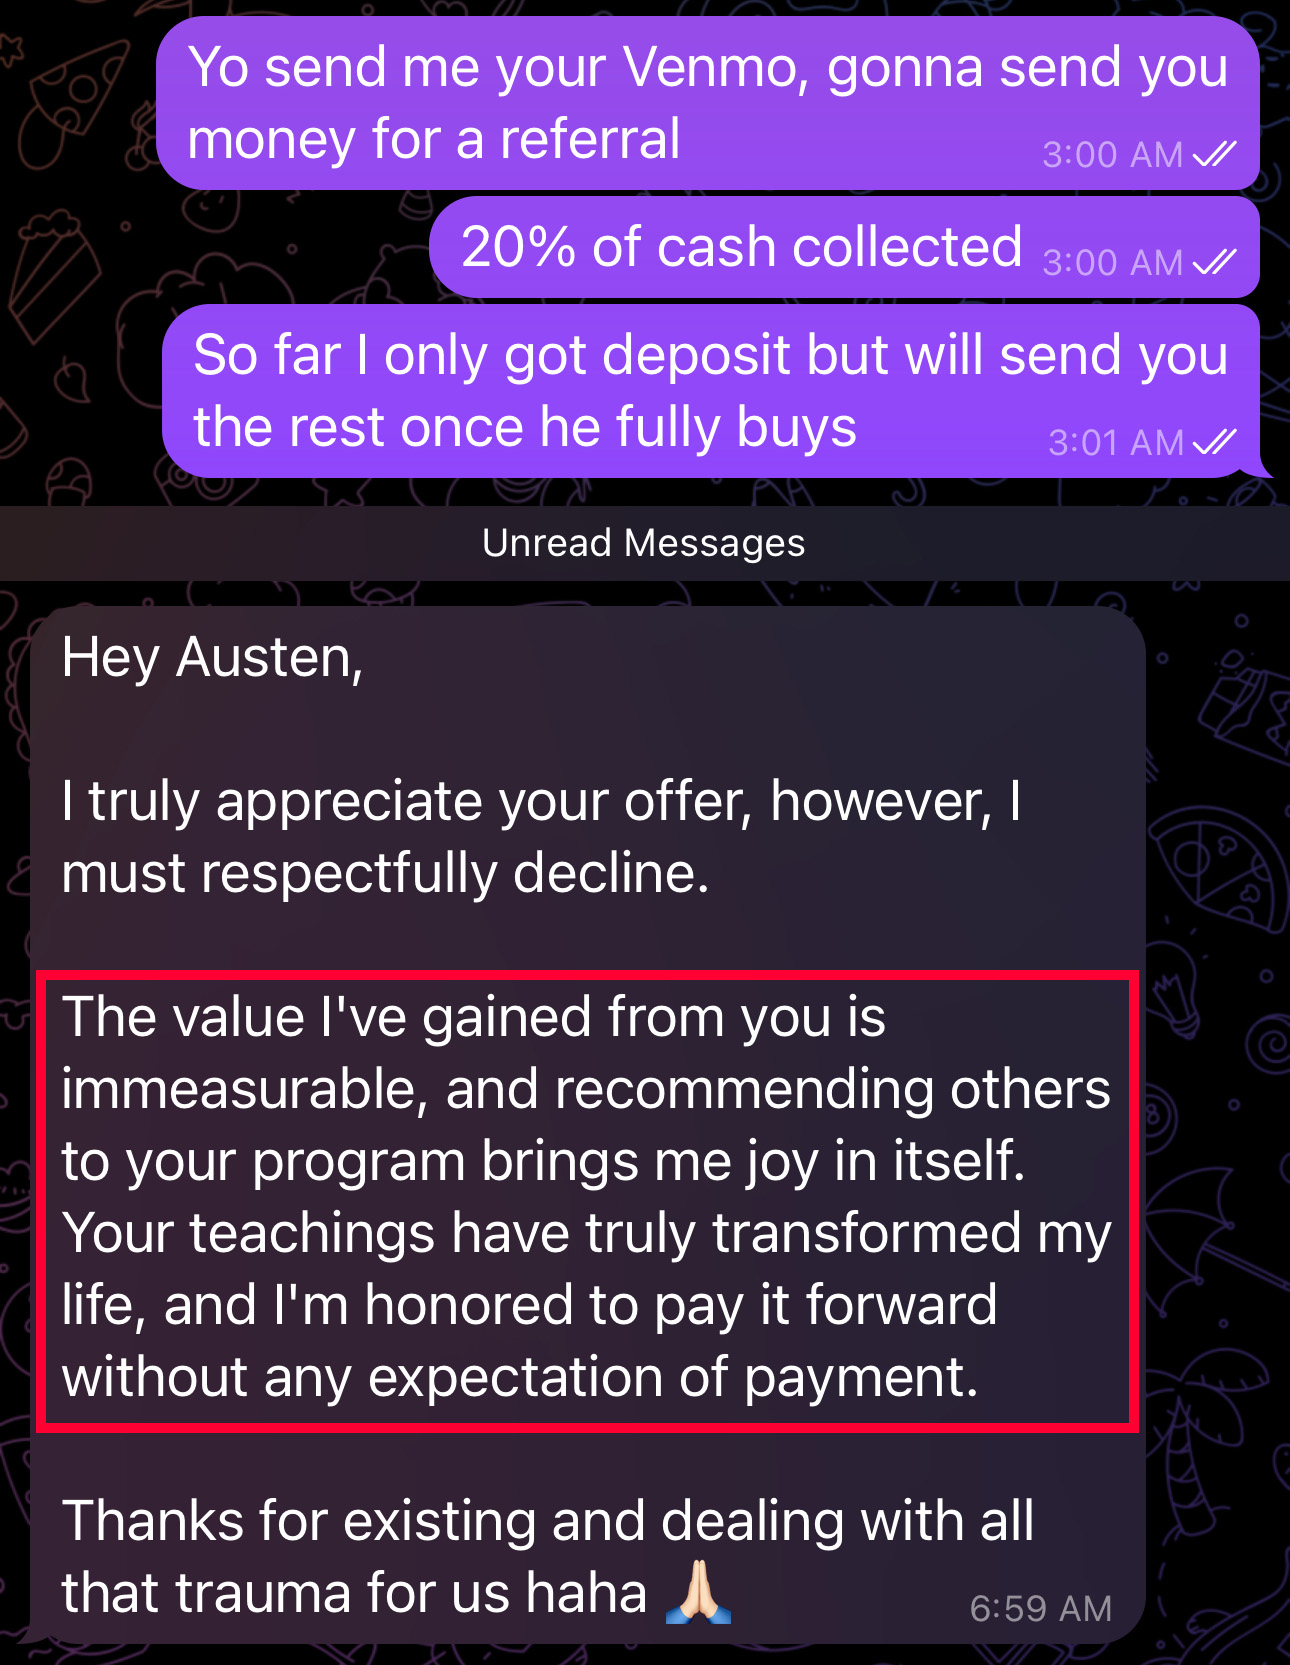 Yo send me your Venmo, gonna send you
money for a referral
3:00 AM
20% of cash collected
3:00 AM
So far I only got deposit but will send you
the rest once he fully buys
3:01 AM
Unread Messages
Hey Austen,
I truly appreciate your offer, however, I
must respectfully decline.
The value I've gained from you is
immeasurable, and recommending others
to your program brings me joy in itself.
Your teachings have truly transformed my
life, and I'm honored to pay it forward
without any expectation of payment.
Thanks for existing and dealing with all
that trauma for us haha 🙏🏻
6:59 AM